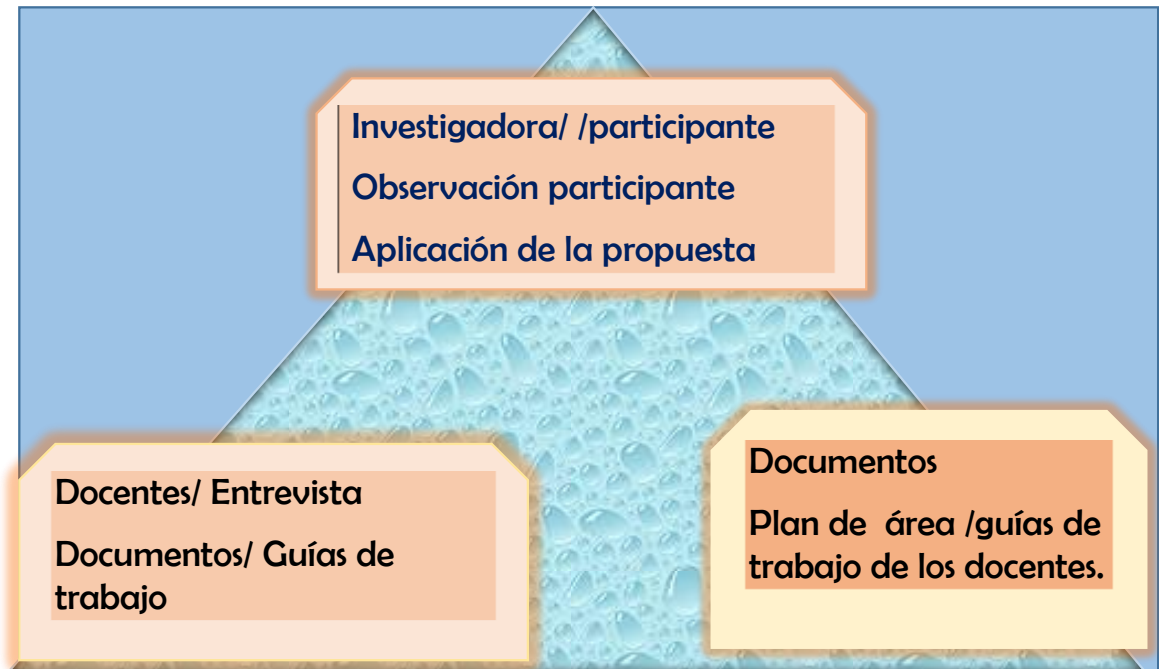 Investigadora/ /participante
Observación participante
Aplicación de la propuesta
Docentes/ Entrevista
Documentos/ Guías de
trabajo
Documentos
Plan de  área /guías de
trabajo de los docentes.